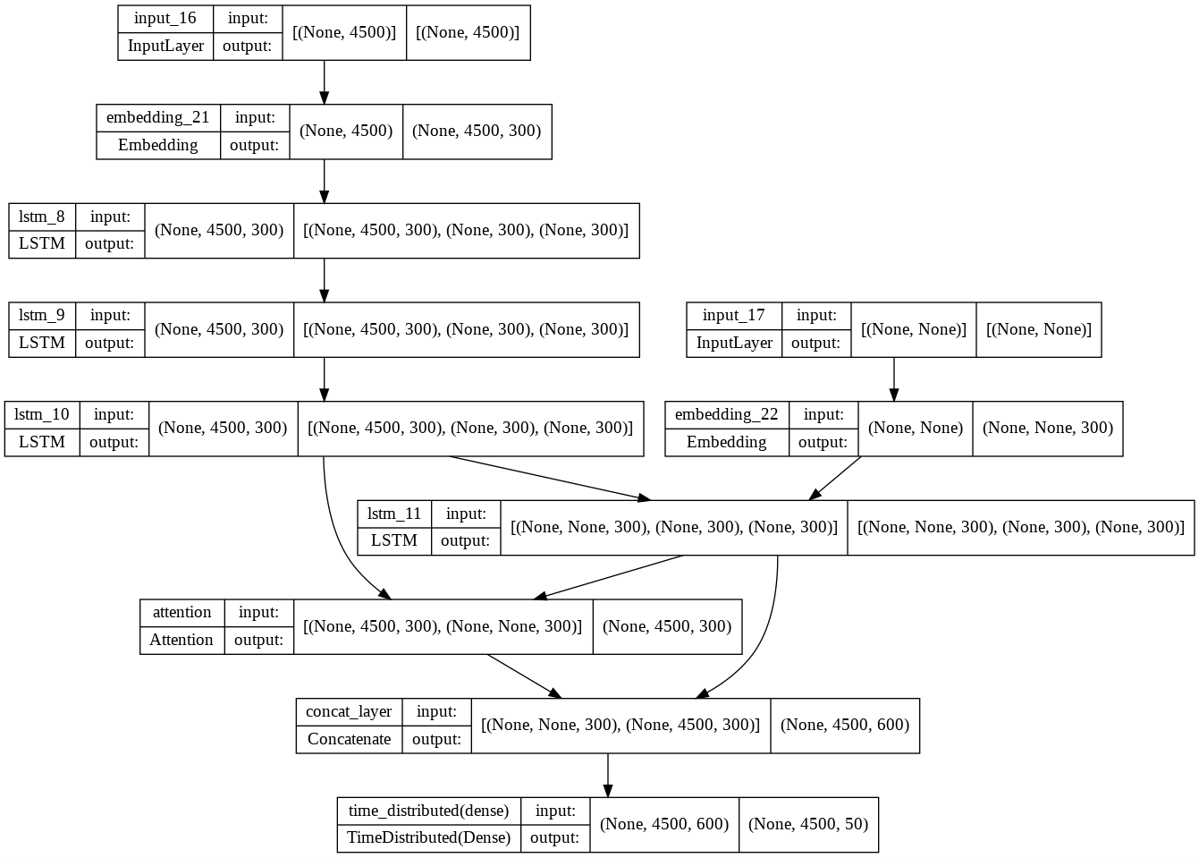 input_16 input: [(None, 4500)] [(None, 4500)]
InputLayer output:
embedding_21 input: (None, 4500) (None, 4500, 300)
Embedding output:
lstm_8 input: (None, 4500, 300) [(None, 4500, 300), (None, 300), (None, 300)]
LSTM output:
lstm_9 input: (None, 4500, 300) [(None, 4500, 300), (None, 300), (None, 300)]
LSTM output:
input_17 input: [(None, None)] [(None, None)]
InputLayer output:
lstm_10 input: (None, 4500, 300) [(None, 4500, 300), (None, 300), (None, 300)]
LSTM output:
embedding_22 input: (None, None) (None, None, 300)
Embedding output:
lstm_11 input: [(None, None, 300), (None, 300), (None, 300)] [(None, None, 300), (None, 300), (None, 300)]
LSTM output:
attention input: [(None, 4500, 300), (None, None, 300)] (None, 4500, 300)
Attention output:
concat_layer input: [(None, None, 300), (None, 4500, 300)] (None, 4500, 600)
Concatenate output:
time_distributed(dense) input: (None, 4500, 600) (None, 4500, 50)
TimeDistributed(Dense) output: